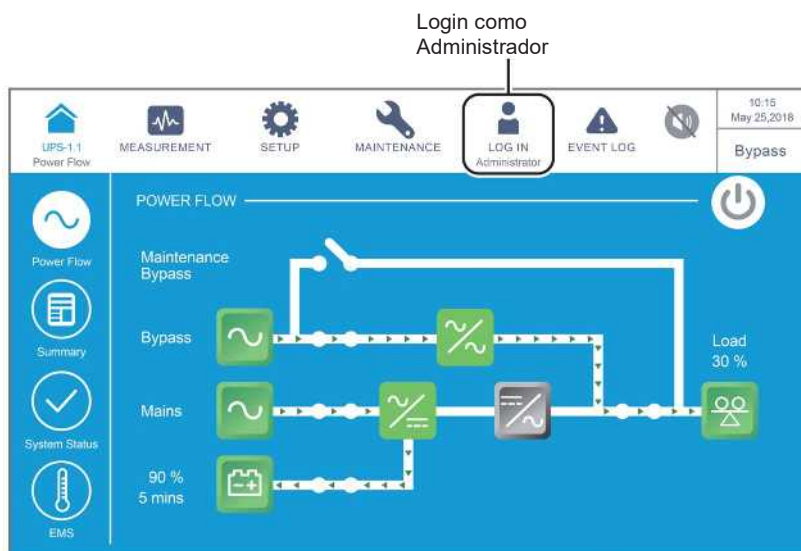 Login como
Administrador
10:15
May 25,2018
UPS-1.1
Power Flow
MEASUREMENT
SETUP
MAINTENANCE
LOG IN
Administrator
EVENT LOG
Bypass
POWER FLOW
Power Flow
Maintenance
Bypass
Summary
Bypass
Load
30 %
Mains
System Status
90 %
5 mins
EMS